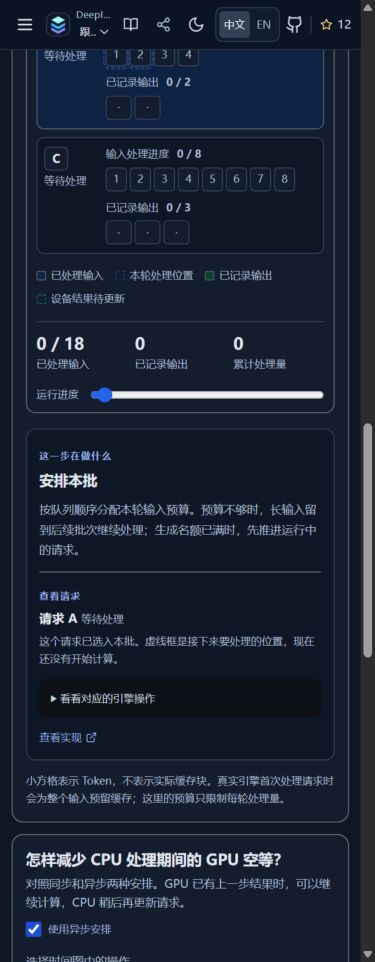 Deepl...
跟..
中文 EN
12
等待处理
1 2 3 4
已记录输出 0 / 2
C
等待处理
输入处理进度 0 / 8
1 2 3 4 5 6 7 8
已记录输出 0 / 3
已处理输入 本轮处理位置 已记录输出
设备结果待更新
0 / 18 0 0
已处理输入 已记录输出 累计处理量
运行进度
这一步在做什么
安排本批
按队列顺序分配本轮输入预算。预算不够时，长输入留
到后续批次继续处理；生成名额已满时，先推进运行中
的请求。
查看请求
请求 A 等待处理
这个请求已选入本批。虚线框是接下来要处理的位置，现在
还没有开始计算。
看看对应的引擎操作
查看实现
小方格表示 Token，不表示实际缓存块。真实引擎首次处理请求时
会为整个输入预留缓存；这里的预算只限制每轮处理量。
怎样减少 CPU 处理期间的 GPU 空等？
对照同步和异步两种安排。GPU 已有上一步结果时，可以继
续计算，CPU 稍后再更新请求。
使用异步安排
选择时间图中的操作